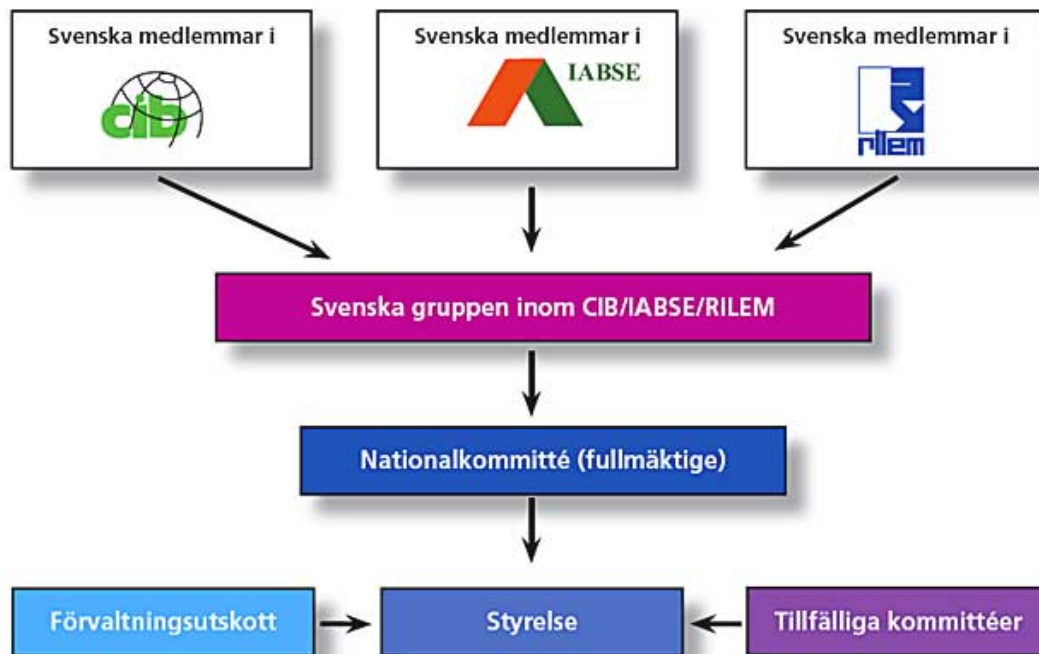 Svenska medlemmar i
cib
Svenska medlemmar i
IABSE
Svenska medlemmar i
rilem
Svenska gruppen inom CIB/IABSE/RILEM
Nationalkommitté (fullmäktige)
Förvaltningsutskott
Styrelse
Tillfälliga kommittéer